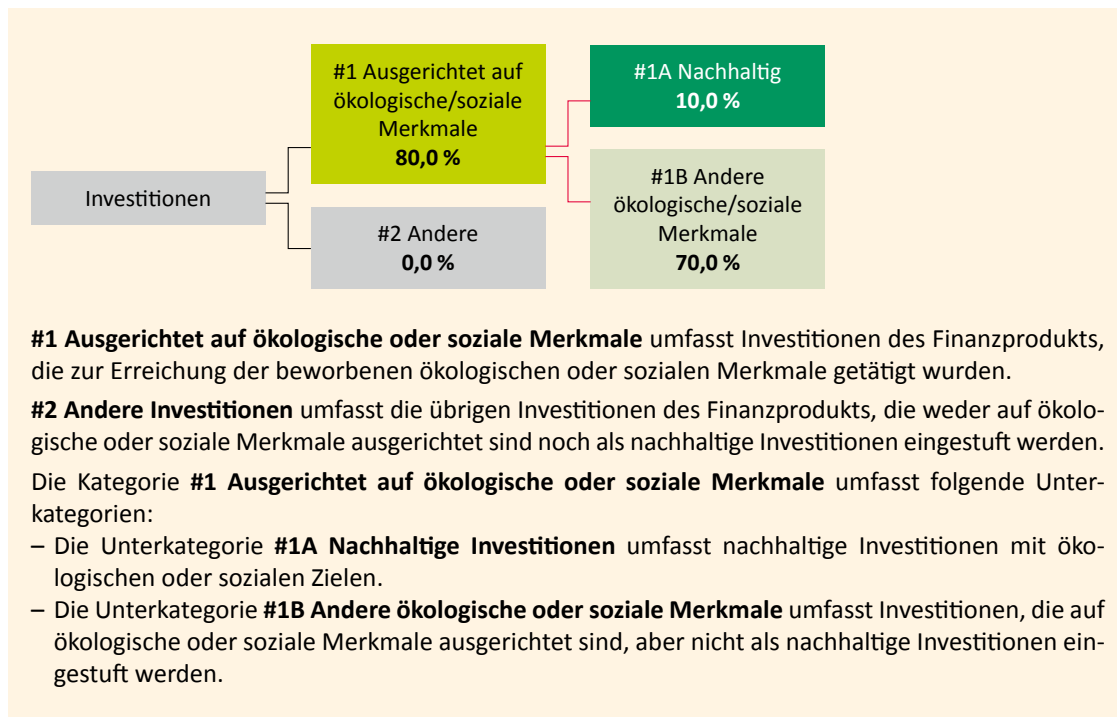 #1 Ausgerichtet auf
ökologische/soziale
Merkmale
80,0 %
#1A Nachhaltig
10,0 %
Investitionen
#1B Andere
ökologische/soziale
Merkmale
70,0 %
#2 Andere
0,0 %
#1 Ausgerichtet auf ökologische oder soziale Merkmale umfasst Investitionen des Finanzprodukts,
die zur Erreichung der beworbenen ökologischen oder sozialen Merkmale getätigt wurden.
#2 Andere Investitionen umfasst die übrigen Investitionen des Finanzprodukts, die weder auf ökolo-
gische oder soziale Merkmale ausgerichtet sind noch als nachhaltige Investitionen eingestuft werden.
Die Kategorie #1 Ausgerichtet auf ökologische oder soziale Merkmale umfasst folgende Unter-
kategorien:
– Die Unterkategorie #1A Nachhaltige Investitionen umfasst nachhaltige Investitionen mit öko-
logischen oder sozialen Zielen.
– Die Unterkategorie #1B Andere ökologische oder soziale Merkmale umfasst Investitionen, die auf
ökologische oder soziale Merkmale ausgerichtet sind, aber nicht als nachhaltige Investitionen ein-
gestuft werden.